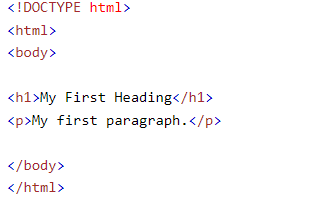 <!DOCTYPE html>
<html>
<body>
<h1>My First Heading</h1>
<p>My first paragraph.</p>
</body>
</html>